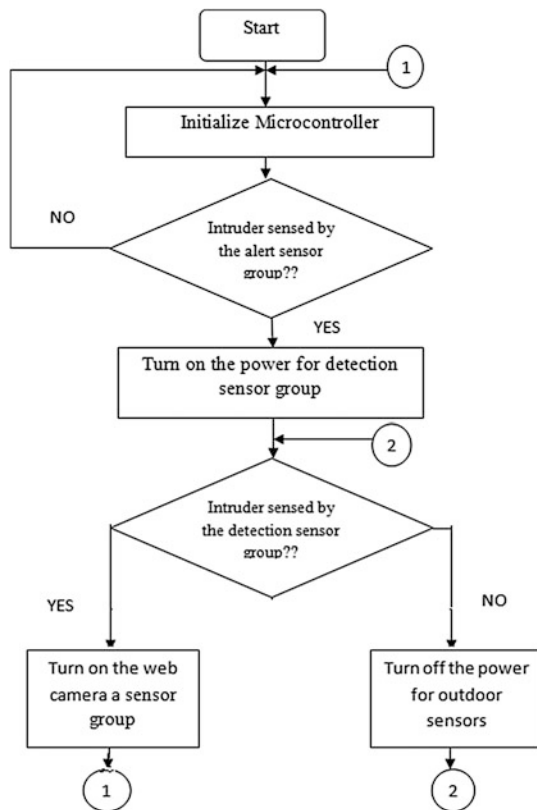 Start
1
Initialize Microcontroller
NO
Intruder sensed by
the alert sensor
group??
YES
Turn on the power for detection
sensor group
2
Intruder sensed by
the detection sensor
group??
YES
NO
Turn on the web
camera a sensor
group
Turn off the power
for outdoor
sensors
1
2